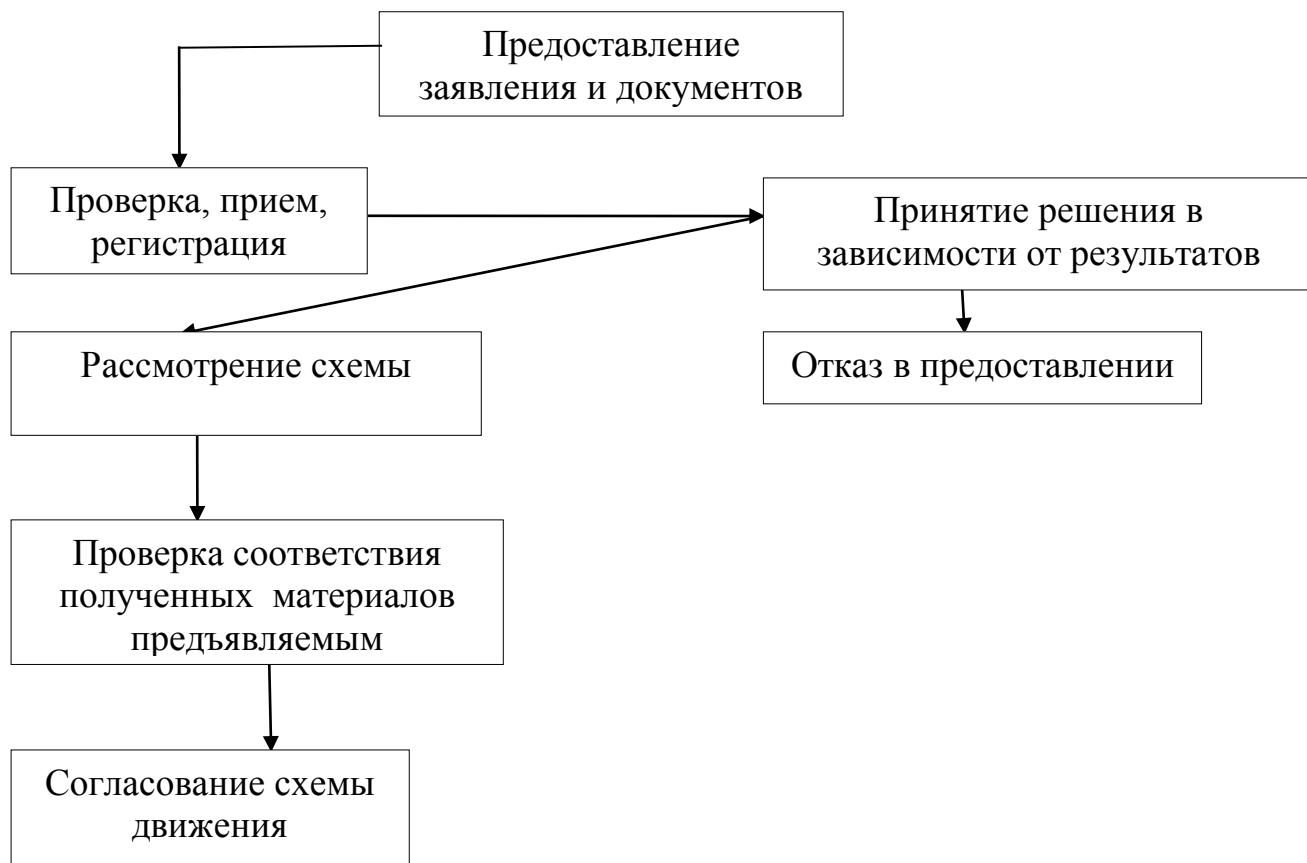 Предоставление
заявления и документов
Проверка, прием,
регистрация
Принятие решения в
зависимости от результатов
Рассмотрение схемы
Отказ в предоставлении
Проверка соответствия
полученных  материалов
предъявляемым
Согласование схемы
движения